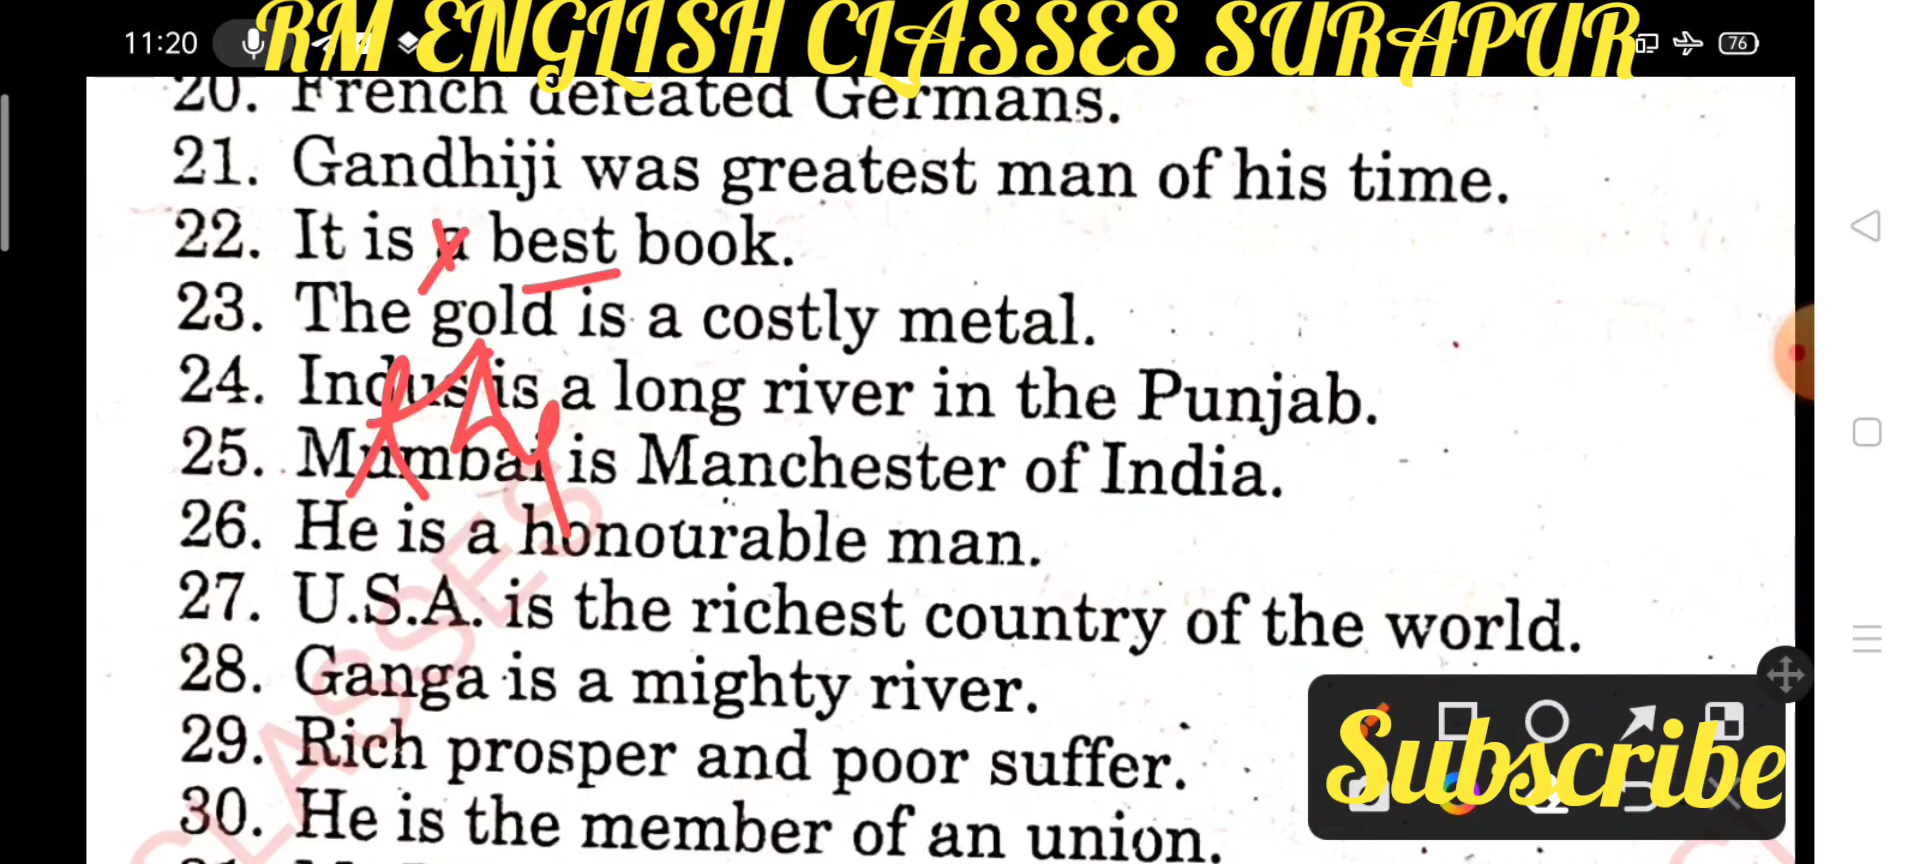 RM ENGLISH CLASSES SURAPUR
11:20
76
20. French defeated Germans.
21. Gandhiji was greatest man of his time.
22. It is a best book.
23. The gold is a costly metal.
24. Indus is a long river in the Punjab.
25. Mumbai is Manchester of India.
26. He is a honourable man.
27. U.S.A. is the richest country of the world.
28. Ganga is a mighty river.
29. Rich prosper and poor suffer.
30. He is the member of an union.
Subscribe
CLASSES
CLASSES